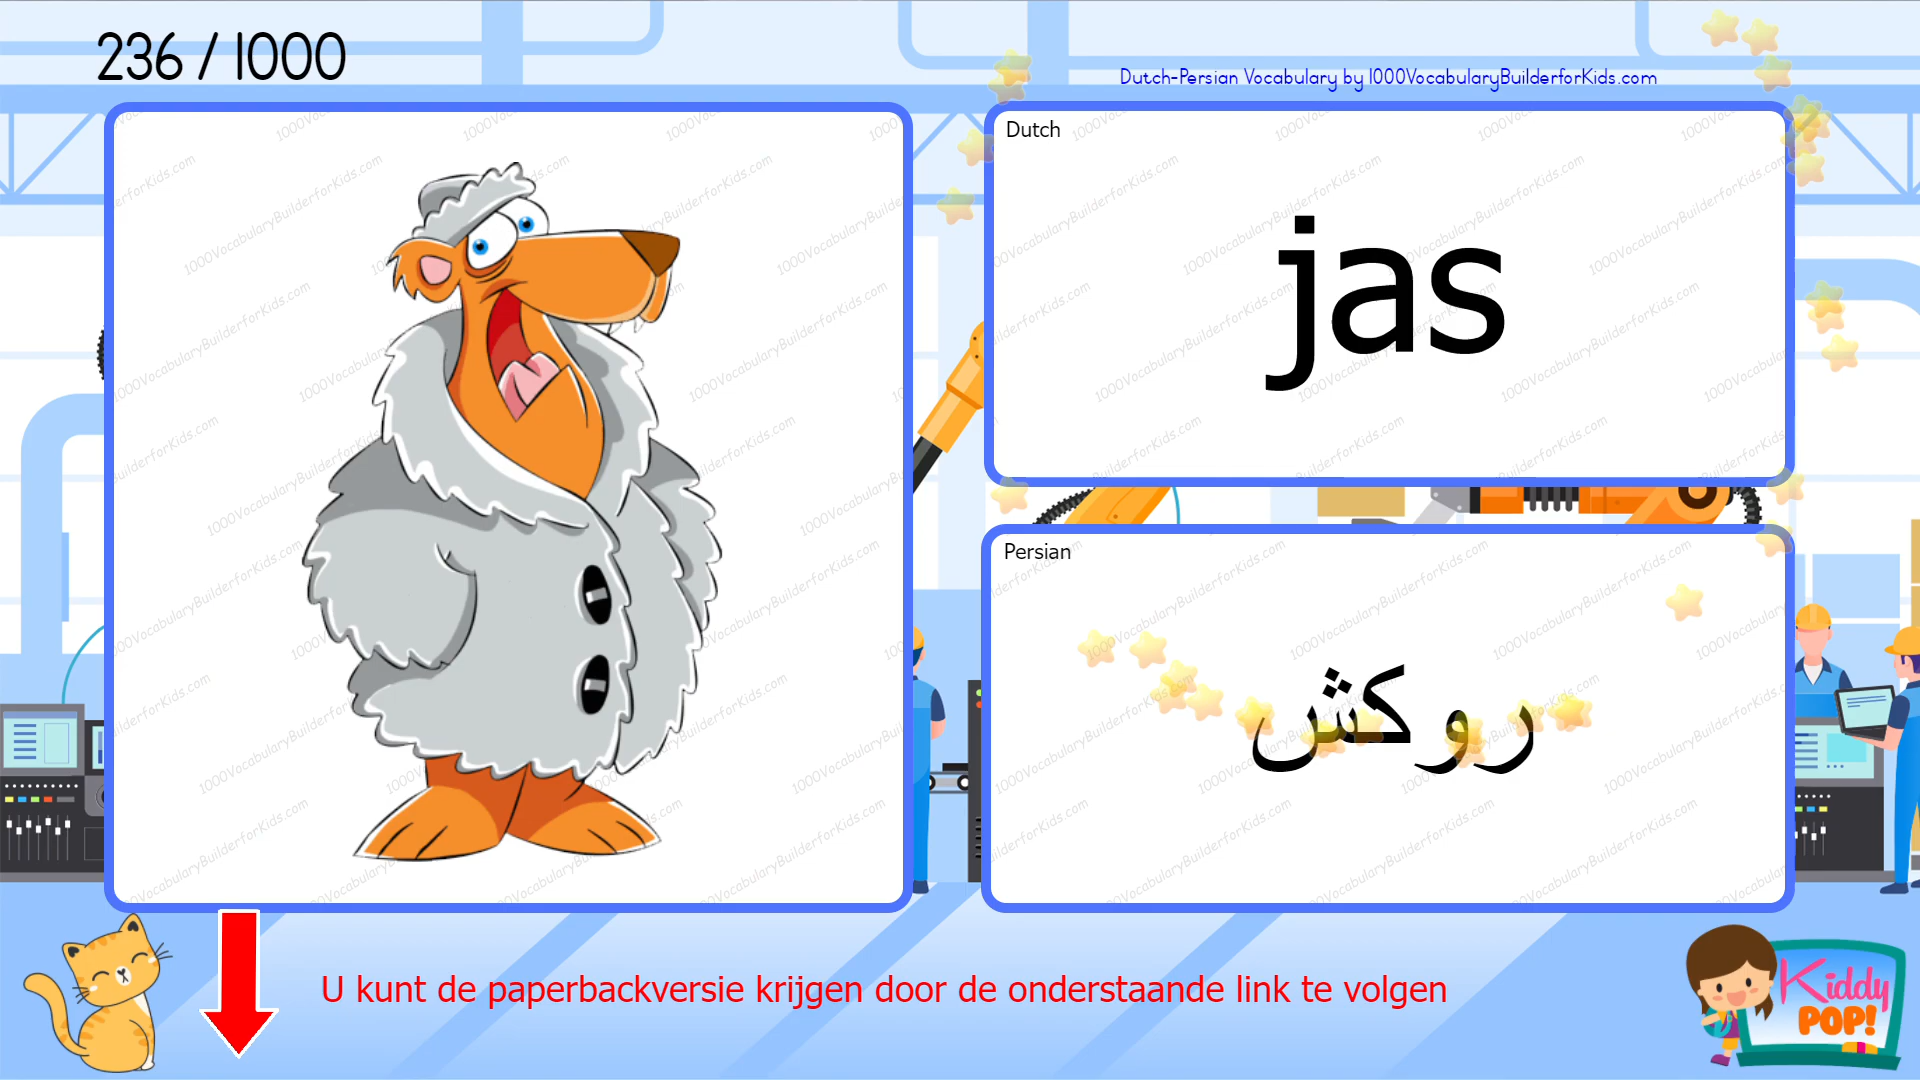 236 / 1000
Dutch-Persian Vocabulary by 1000VocabularyBuilderforKids.com
Dutch
jas
Persian
روکش
U kunt de paperbackversie krijgen door de onderstaande link te volgen
Kiddy
POP!